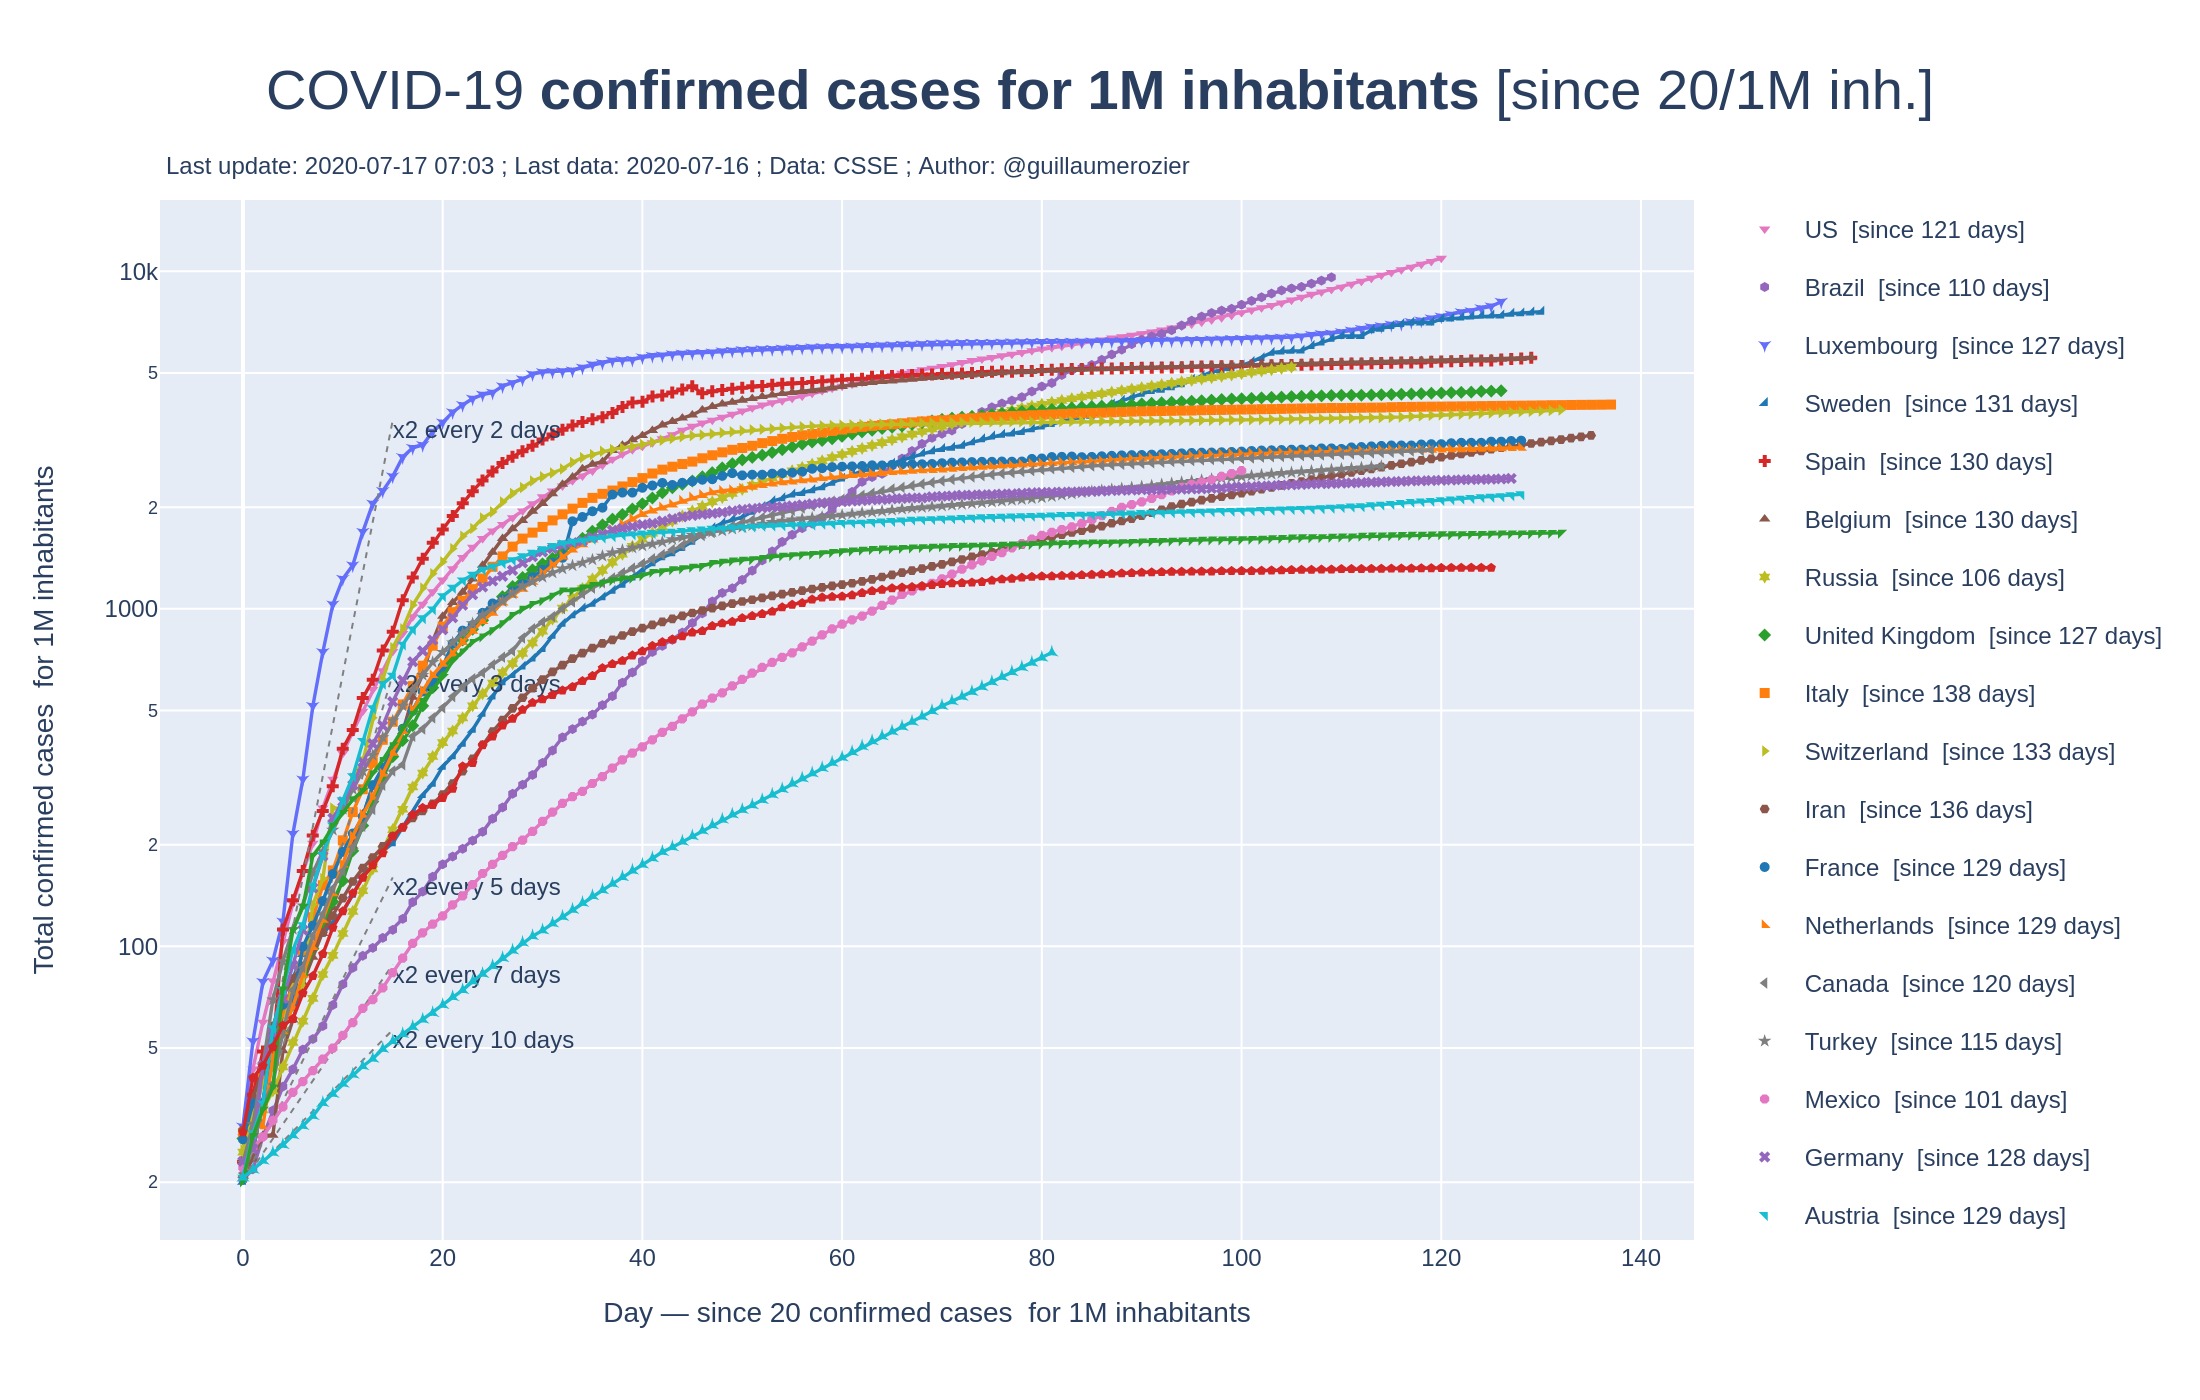 COVID-19 confirmed cases for 1M inhabitants [since 20/1M inh.]
Last update: 2020-07-17 07:03 ; Last data: 2020-07-16 ; Data: CSSE ; Author: @guillaumerozier
Total confirmed cases for 1M inhabitants
10k
5
2
1000
5
2
100
5
2
x2 every 2 days
x2 every 3 days
x2 every 5 days
x2 every 7 days
x2 every 10 days
0
20
40
60
80
100
120
140
Day — since 20 confirmed cases for 1M inhabitants
US [since 121 days]
Brazil [since 110 days]
Luxembourg [since 127 days]
Sweden [since 131 days]
Spain [since 130 days]
Belgium [since 130 days]
Russia [since 106 days]
United Kingdom [since 127 days]
Italy [since 138 days]
Switzerland [since 133 days]
Iran [since 136 days]
France [since 129 days]
Netherlands [since 129 days]
Canada [since 120 days]
Turkey [since 115 days]
Mexico [since 101 days]
Germany [since 128 days]
Austria [since 129 days]